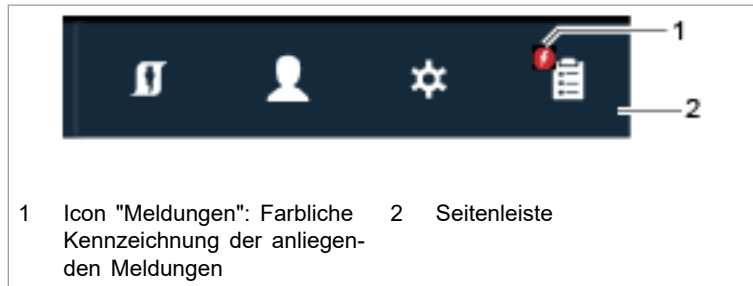 1
2
1 Icon "Meldungen": Farbliche 2 Seitenleiste
Kennzeichnung der anliegen-
den Meldungen